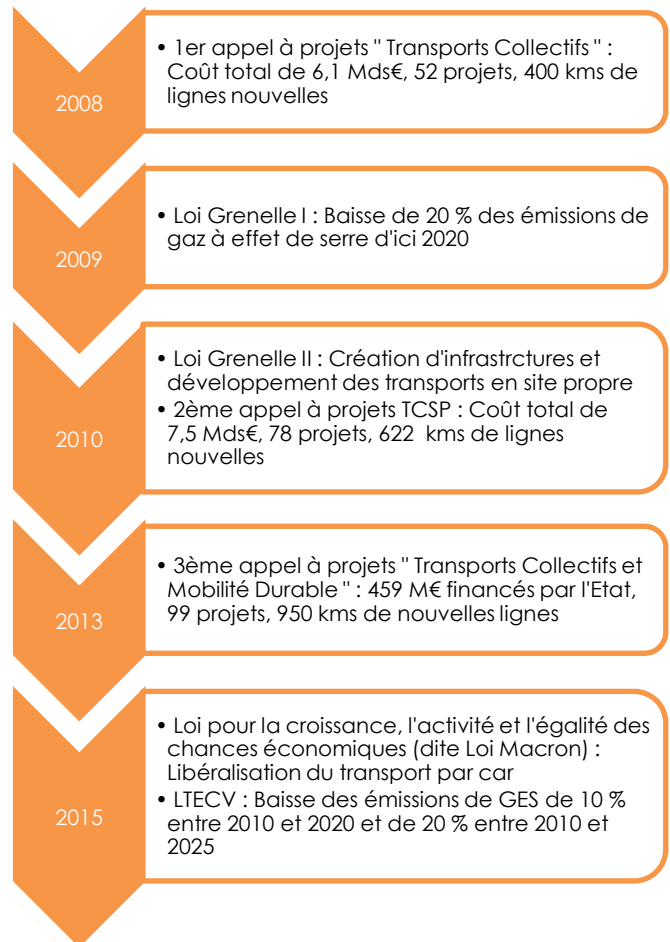 2008
• 1er appel à projets " Transports Collectifs " :
Coût total de 6,1 Mds€, 52 projets, 400 kms de
lignes nouvelles
2009
• Loi Grenelle I : Baisse de 20 % des émissions de
gaz à effet de serre d'ici 2020
2010
• Loi Grenelle II : Création d'infrastrctures et
développement des transports en site propre
• 2ème appel à projets TCSP : Coût total de
7,5 Mds€, 78 projets, 622 kms de lignes
nouvelles
2013
• 3ème appel à projets " Transports Collectifs et
Mobilité Durable " : 459 M€ financés par l'Etat,
99 projets, 950 kms de nouvelles lignes
2015
• Loi pour la croissance, l'activité et l'égalité des
chances économiques (dite Loi Macron) :
Libéralisation du transport par car
• LTECV : Baisse des émissions de GES de 10 %
entre 2010 et 2020 et de 20 % entre 2010 et
2025